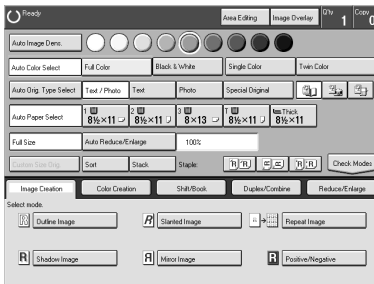 Ready Area Editing Image Overlay Q'ty 1 Copy 0
Auto Image Dens.
Auto Color Select Full Color Black & White Single Color Twin Color
Auto Orig. Type Select Text / Photo Text Photo Special Original
Auto Paper Select 1 8½×11 2 8½×11 3 8×13 T 8½×11 Thick 8½×11
Full Size Auto Reduce/Enlarge 100%
Custom Size Orig. Sort Stack Staple: Check Modes
Image Creation Color Creation Shift/Book Duplex/Combine Reduce/Enlarge
Select mode.
Outline Image Slanted Image Repeat Image
Shadow Image Mirror Image Positive/Negative